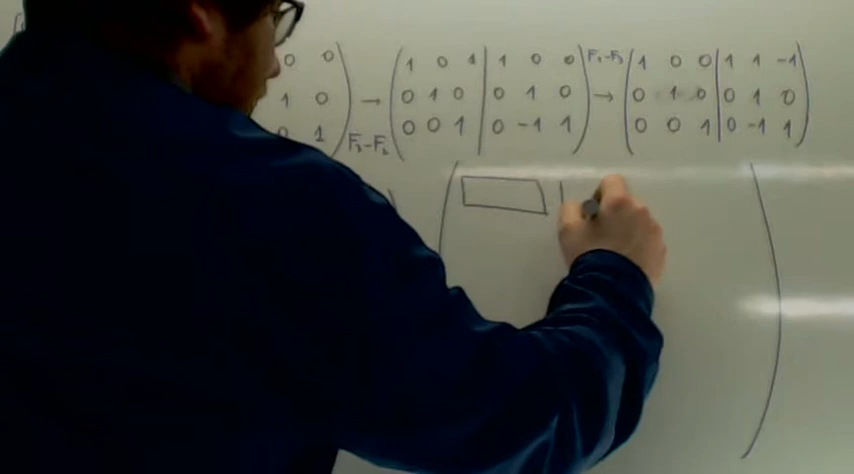 0 0 1 0 1 1 0 0 F₁-F₃ 1 0 0 1 1 -1
1 0 → 0 1 0 0 1 0 → 0 1 0 0 1 0
0 1 F₃-F₂ 0 0 1 0 -1 1 0 0 1 0 -1 1